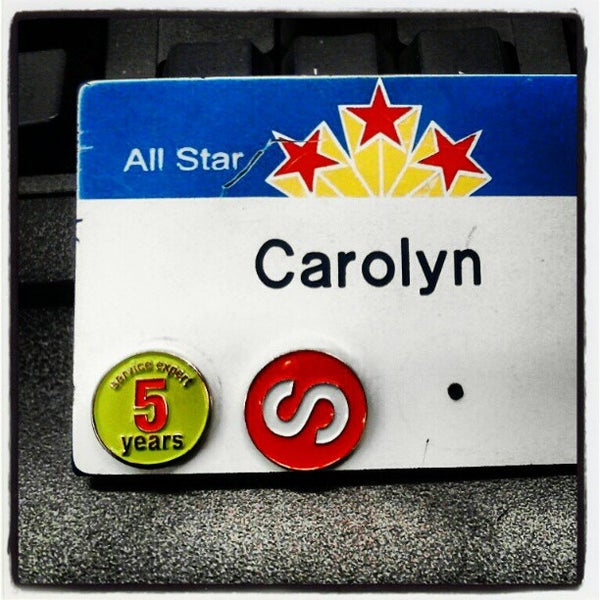 All Star
Carolyn
service expert
5
years
S